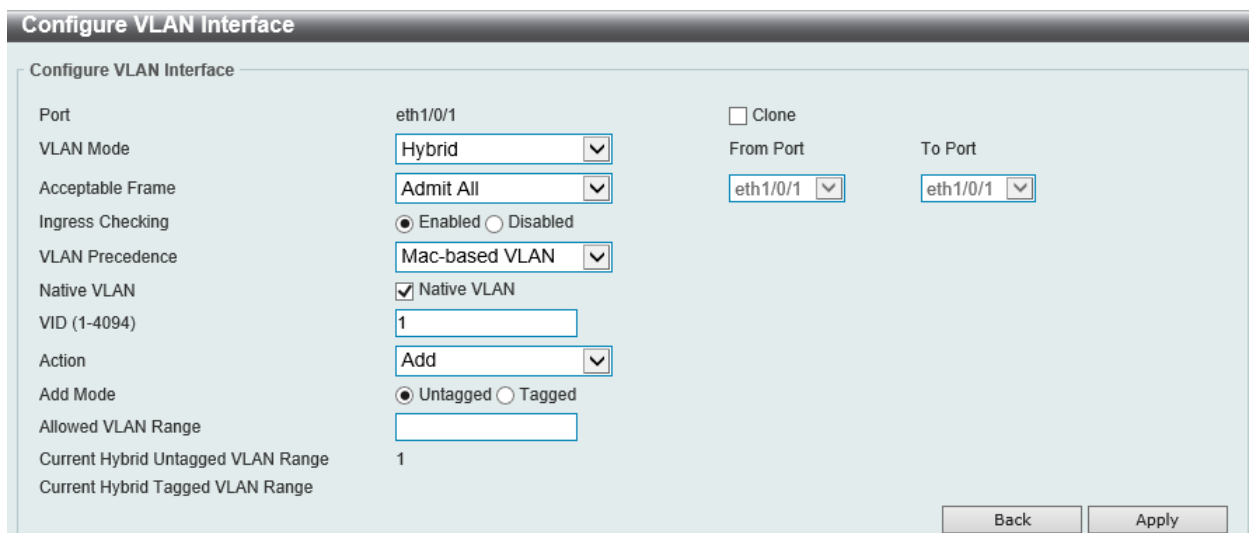 Configure VLAN Interface
Configure VLAN Interface
Port eth1/0/1 Clone
VLAN Mode Hybrid From Port To Port
Acceptable Frame Admit All eth1/0/1 eth1/0/1
Ingress Checking Enabled Disabled
VLAN Precedence Mac-based VLAN
Native VLAN Native VLAN
VID (1-4094) 1
Action Add
Add Mode Untagged Tagged
Allowed VLAN Range
Current Hybrid Untagged VLAN Range 1
Current Hybrid Tagged VLAN Range
Back Apply